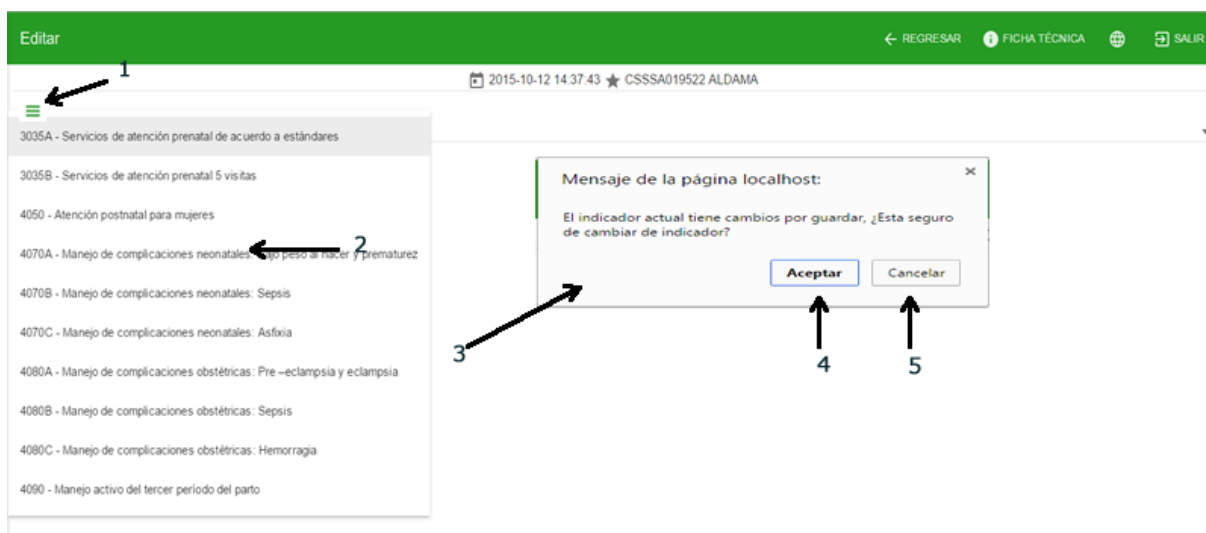 Editar
REGRESAR
FICHA TÉCNICA
SALIR
1
2015-10-12 14:37:43 CSSSA019522 ALDAMA
3035A - Servicios de atención prenatal de acuerdo a estándares
3035B - Servicios de atención prenatal 5 visitas
4050 - Atención postnatal para mujeres
4070A - Manejo de complicaciones neonatales: peso al nacer y prematurez
2
4070B - Manejo de complicaciones neonatales: Sepsis
4070C - Manejo de complicaciones neonatales: Asfixia
4080A - Manejo de complicaciones obstétricas: Pre –eclampsia y eclampsia
4080B - Manejo de complicaciones obstétricas: Sepsis
4080C - Manejo de complicaciones obstétricas: Hemorragia
4090 - Manejo activo del tercer período del parto
Mensaje de la página localhost:
×
El indicador actual tiene cambios por guardar, ¿Esta seguro
de cambiar de indicador?
Aceptar
Cancelar
3
4
5